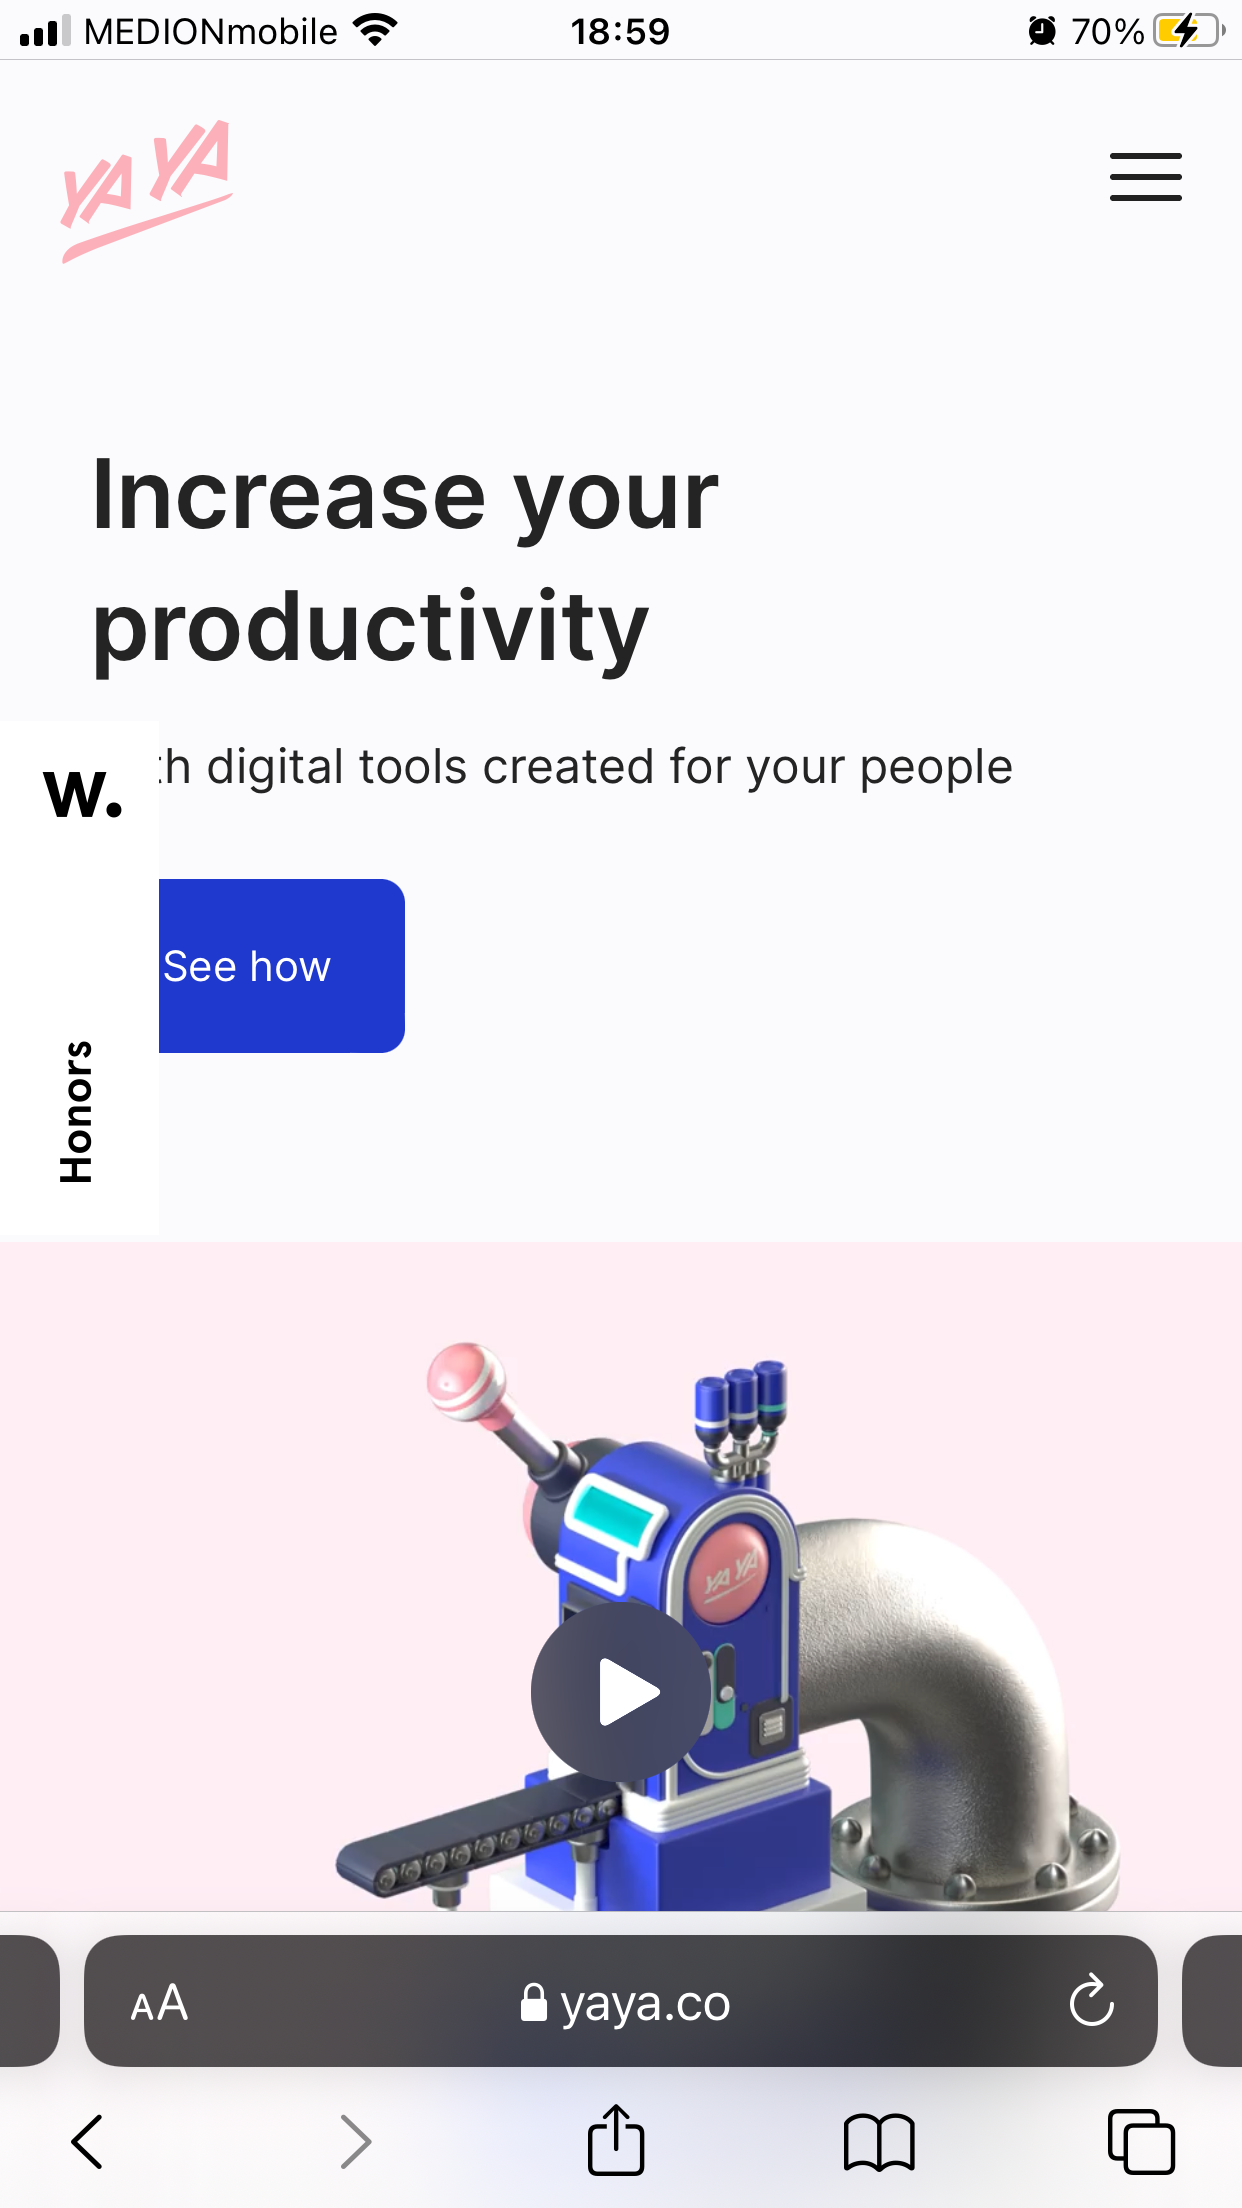 MEDIONmobile 18:59 70%
YA YA
Increase your
productivity
th digital tools created for your people
W.
See how
Honors
YA YA
AA yaya.co